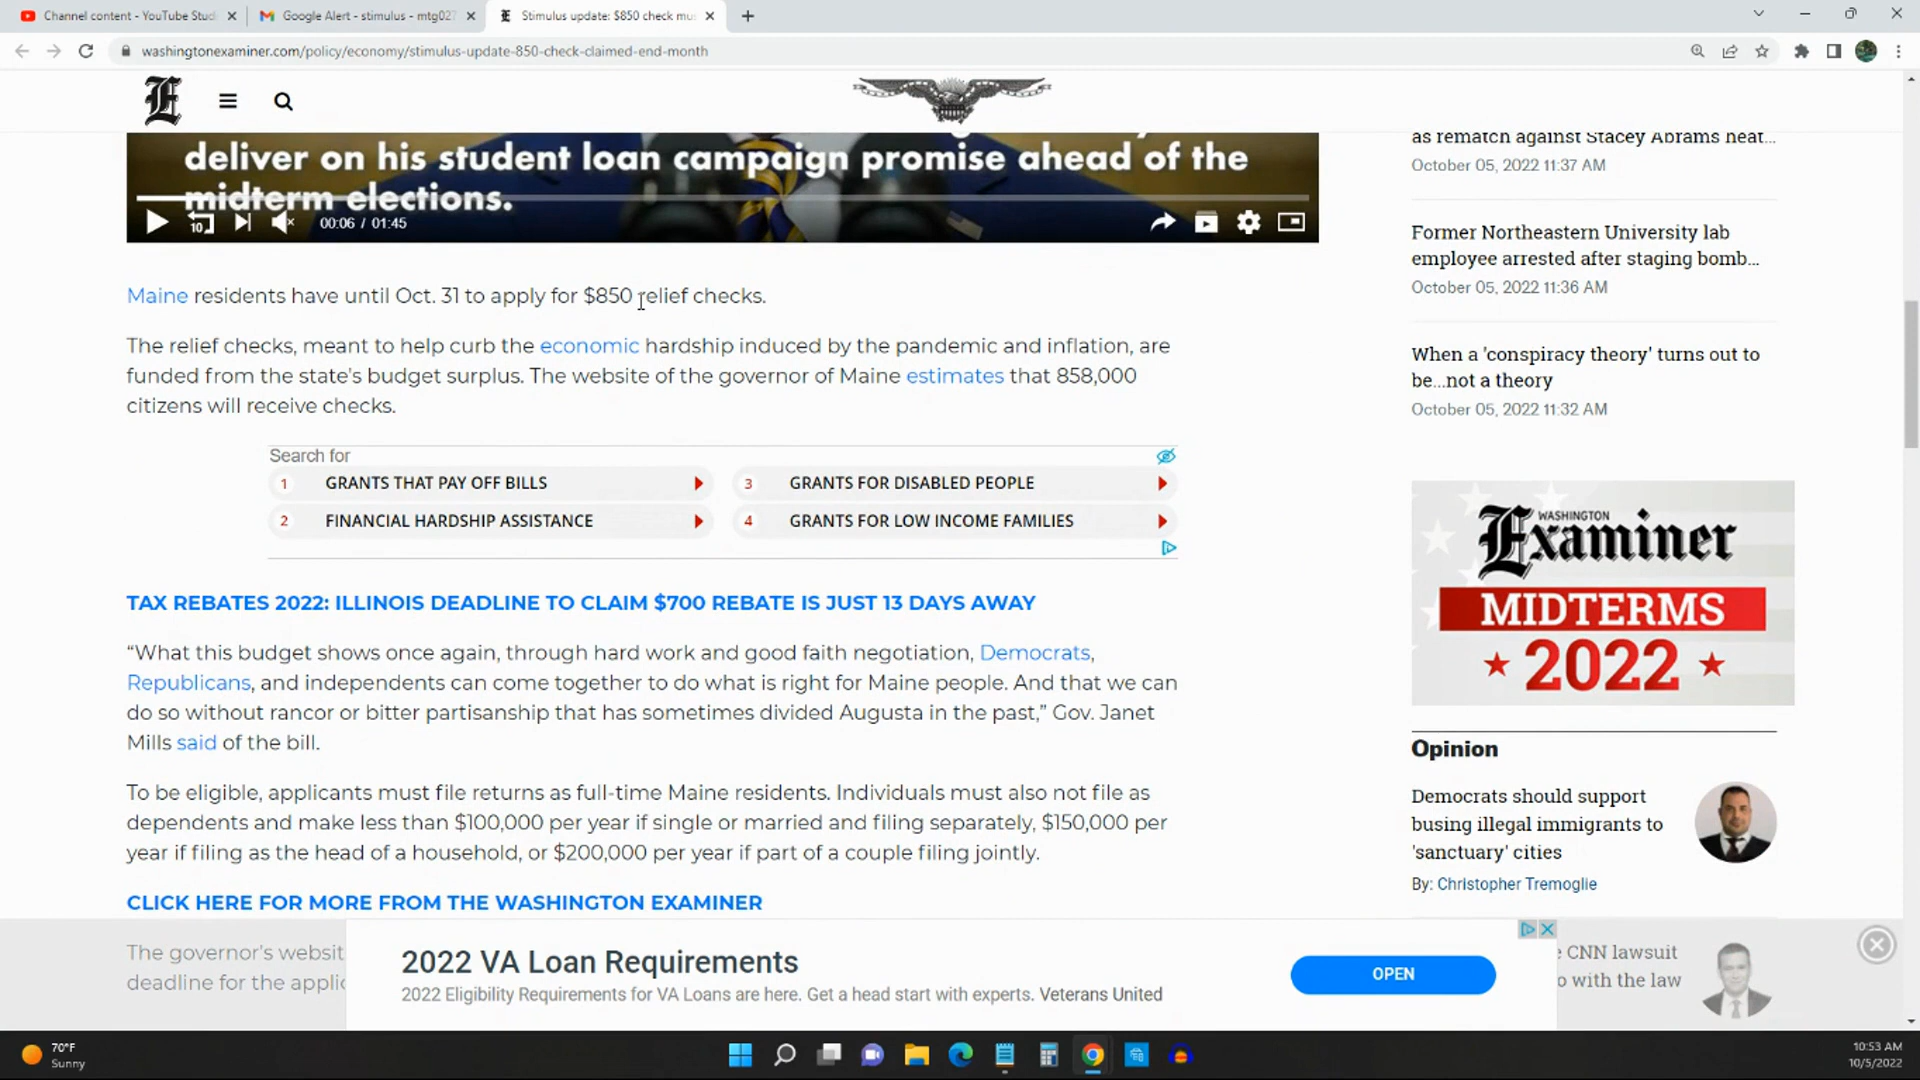 Channel content - YouTube Stud
Google Alert - stimulus - mtg027
Stimulus update: $850 check mu
washingtonexaminer.com/policy/economy/stimulus-update-850-check-claimed-end-month
E
deliver on his student loan campaign promise ahead of the
midterm elections.
10
00:06 / 01:45
Maine residents have until Oct. 31 to apply for $850 relief checks.
The relief checks, meant to help curb the economic hardship induced by the pandemic and inflation, are
funded from the state's budget surplus. The website of the governor of Maine estimates that 858,000
citizens will receive checks.
Search for
1 GRANTS THAT PAY OFF BILLS
2 FINANCIAL HARDSHIP ASSISTANCE
3 GRANTS FOR DISABLED PEOPLE
4 GRANTS FOR LOW INCOME FAMILIES
TAX REBATES 2022: ILLINOIS DEADLINE TO CLAIM $700 REBATE IS JUST 13 DAYS AWAY
“What this budget shows once again, through hard work and good faith negotiation, Democrats,
Republicans, and independents can come together to do what is right for Maine people. And that we can
do so without rancor or bitter partisanship that has sometimes divided Augusta in the past,” Gov. Janet
Mills said of the bill.
To be eligible, applicants must file returns as full-time Maine residents. Individuals must also not file as
dependents and make less than $100,000 per year if single or married and filing separately, $150,000 per
year if filing as the head of a household, or $200,000 per year if part of a couple filing jointly.
CLICK HERE FOR MORE FROM THE WASHINGTON EXAMINER
The governor's websit
deadline for the applic
as rematch against Stacey Abrams heat...
October 05, 2022 11:37 AM
Former Northeastern University lab
employee arrested after staging bomb...
October 05, 2022 11:36 AM
When a 'conspiracy theory' turns out to
be...not a theory
October 05, 2022 11:32 AM
WASHINGTON
Examiner
MIDTERMS
2022
Opinion
Democrats should support
busing illegal immigrants to
'sanctuary' cities
By: Christopher Tremoglie
CNN lawsuit
o with the law
2022 VA Loan Requirements
2022 Eligibility Requirements for VA Loans are here. Get a head start with experts. Veterans United
OPEN
70°F
Sunny
10:53 AM
10/5/2022